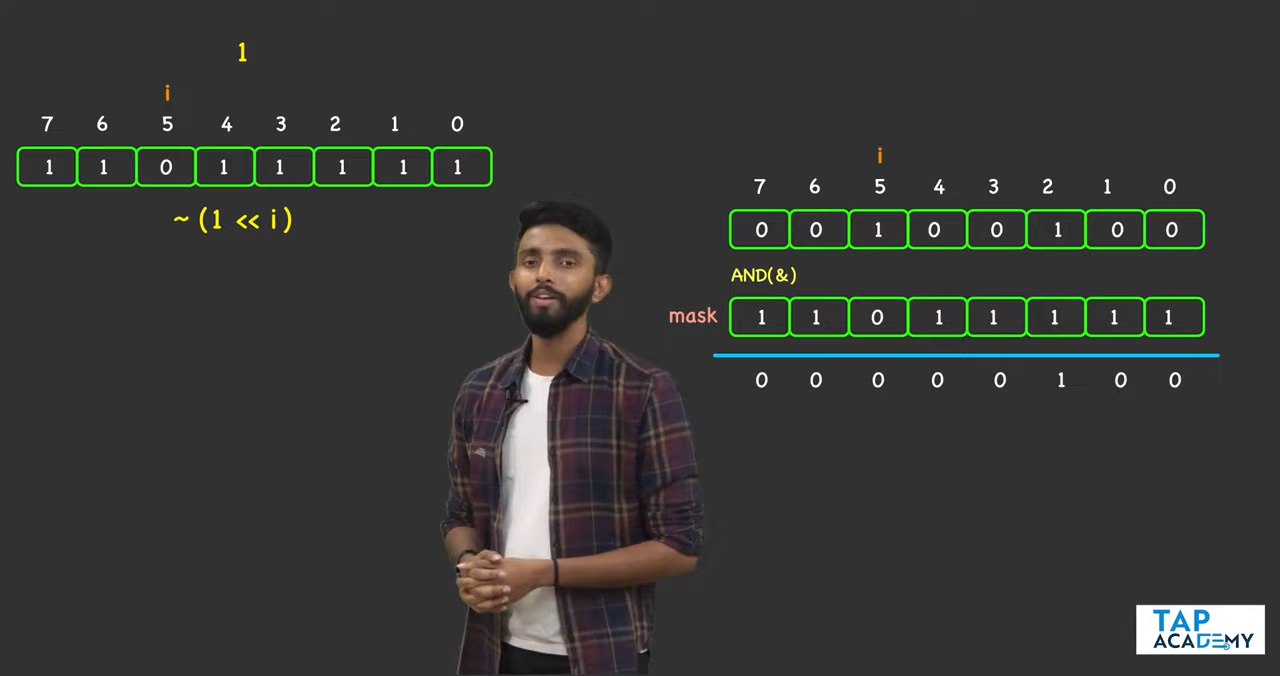 1
i
7 6 5 4 3 2 1 0
1 1 0 1 1 1 1 1
~ (1 << i)
i
7 6 5 4 3 2 1 0
0 0 1 0 0 1 0 0
AND(&)
mask 1 1 0 1 1 1 1 1
0 0 0 0 0 1 0 0
TAP
ACADEMY